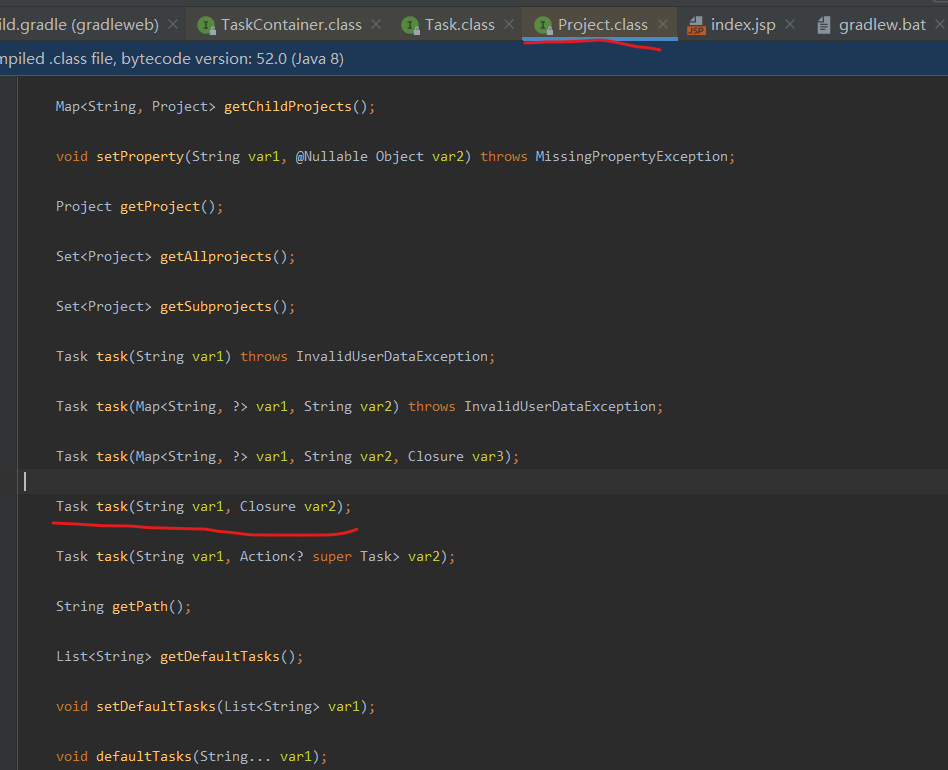 ild.gradle (gradleweb) TaskContainer.class Task.class Project.class JSP index.jsp gradlew.bat
mpiled .class file, bytecode version: 52.0 (Java 8)
Map<String, Project> getChildProjects();
void setProperty(String var1, @Nullable Object var2) throws MissingPropertyException;
Project getProject();
Set<Project> getAllprojects();
Set<Project> getSubprojects();
Task task(String var1) throws InvalidUserDataException;
Task task(Map<String, ?> var1, String var2) throws InvalidUserDataException;
Task task(Map<String, ?> var1, String var2, Closure var3);
Task task(String var1, Closure var2);
Task task(String var1, Action<? super Task> var2);
String getPath();
List<String> getDefaultTasks();
void setDefaultTasks(List<String> var1);
void defaultTasks(String... var1);